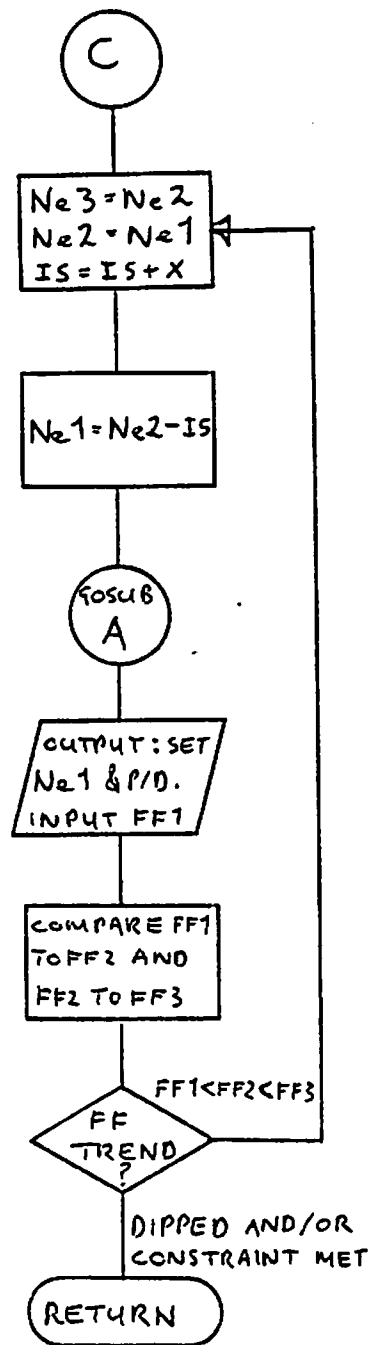 C
Ne3=Ne2
Ne2=Ne1
IS=IS+X
Ne1=Ne2-IS
GOSUB
A
OUTPUT: SET
Ne1 & P/D.
INPUT FF1
COMPARE FF1
TO FF2 AND
FF2 TO FF3
FF1<FF2<FF3
FF
TREND
?
DIPPED AND/OR
CONSTRAINT MET
RETURN